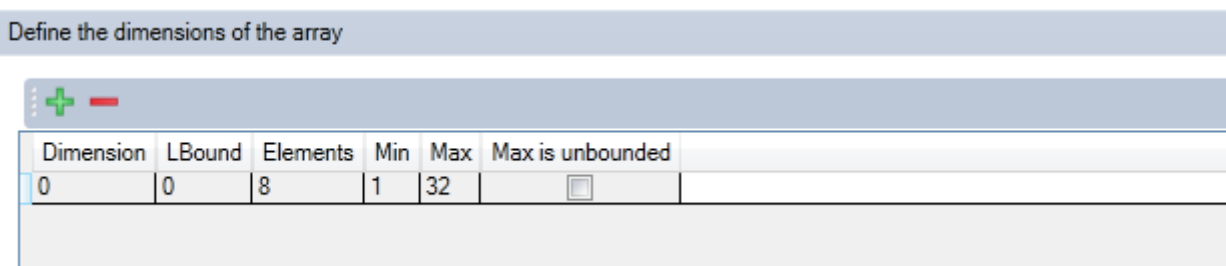 Define the dimensions of the array
Dimension LBound Elements Min Max Max is unbounded
0 0 8 1 32